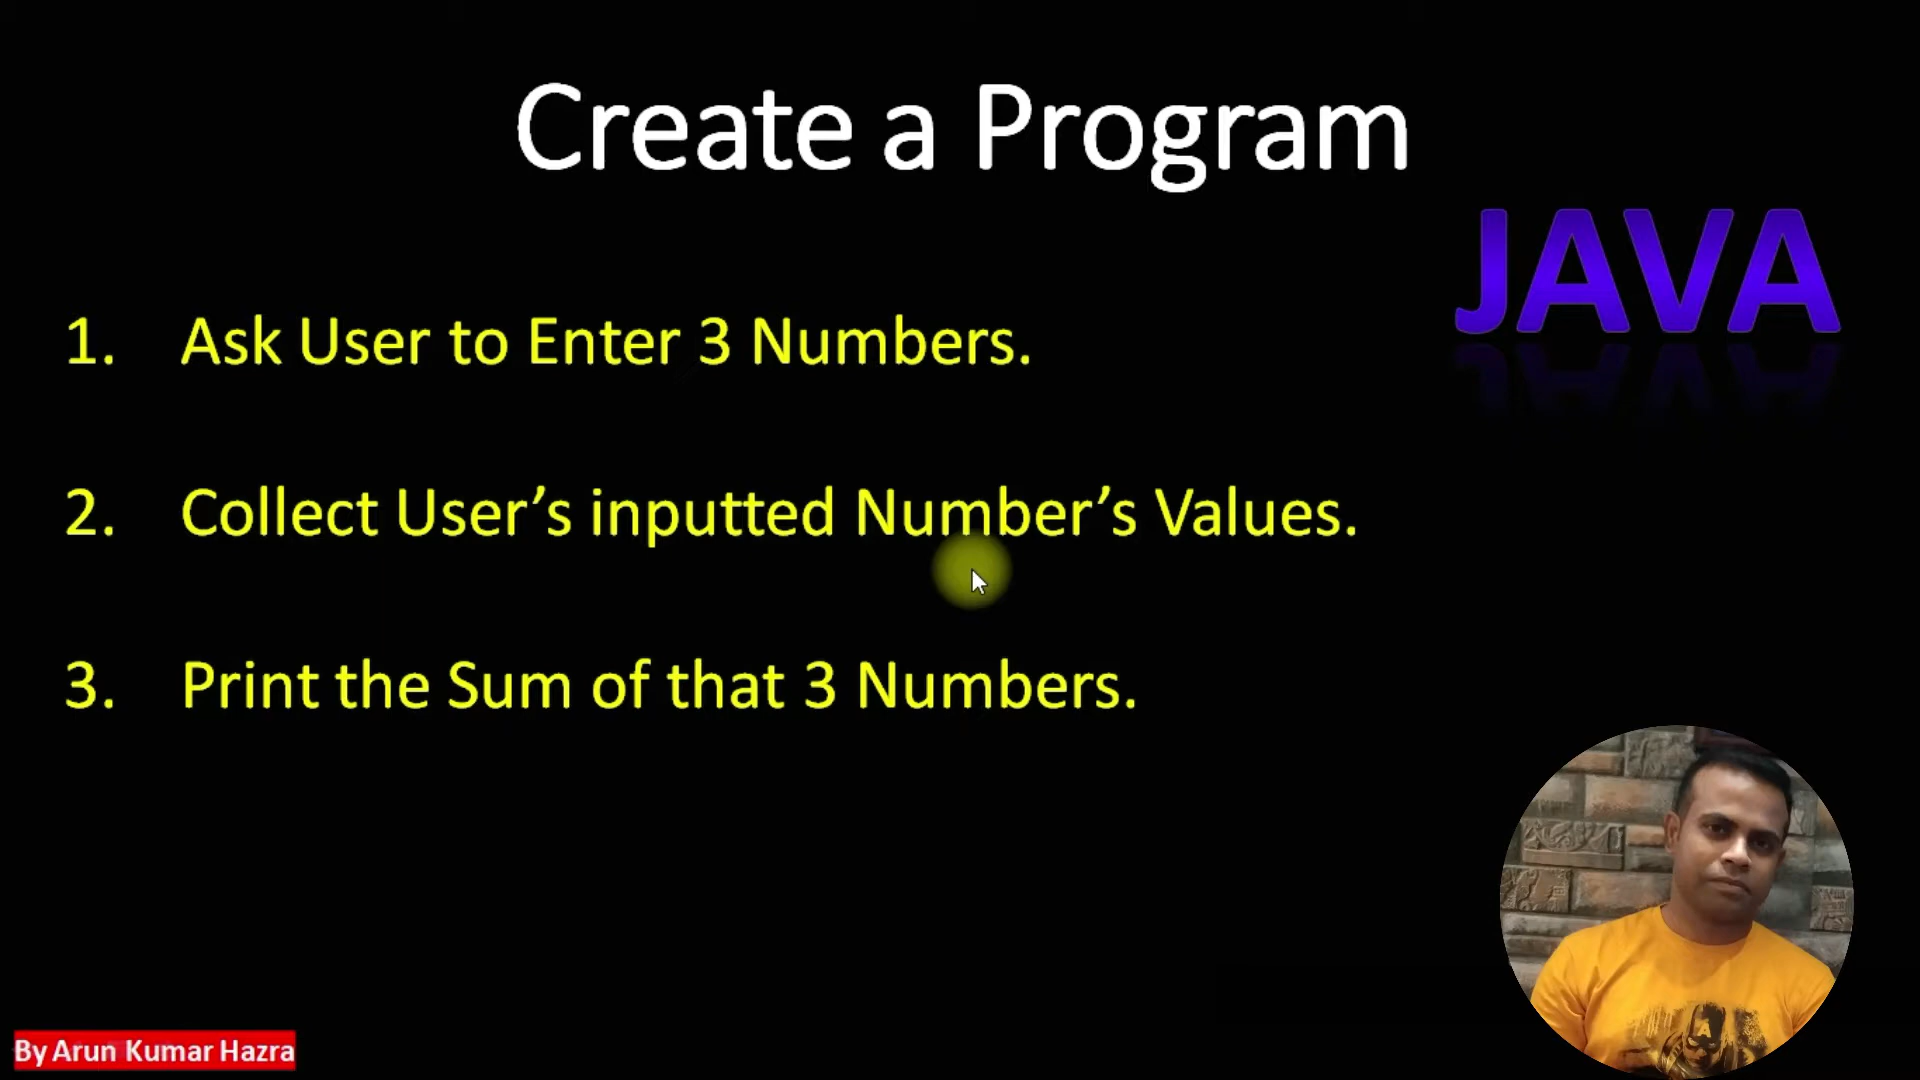 Create a Program
JAVA
1. Ask User to Enter 3 Numbers.
2. Collect User’s inputted Number’s Values.
3. Print the Sum of that 3 Numbers.
By Arun Kumar Hazra